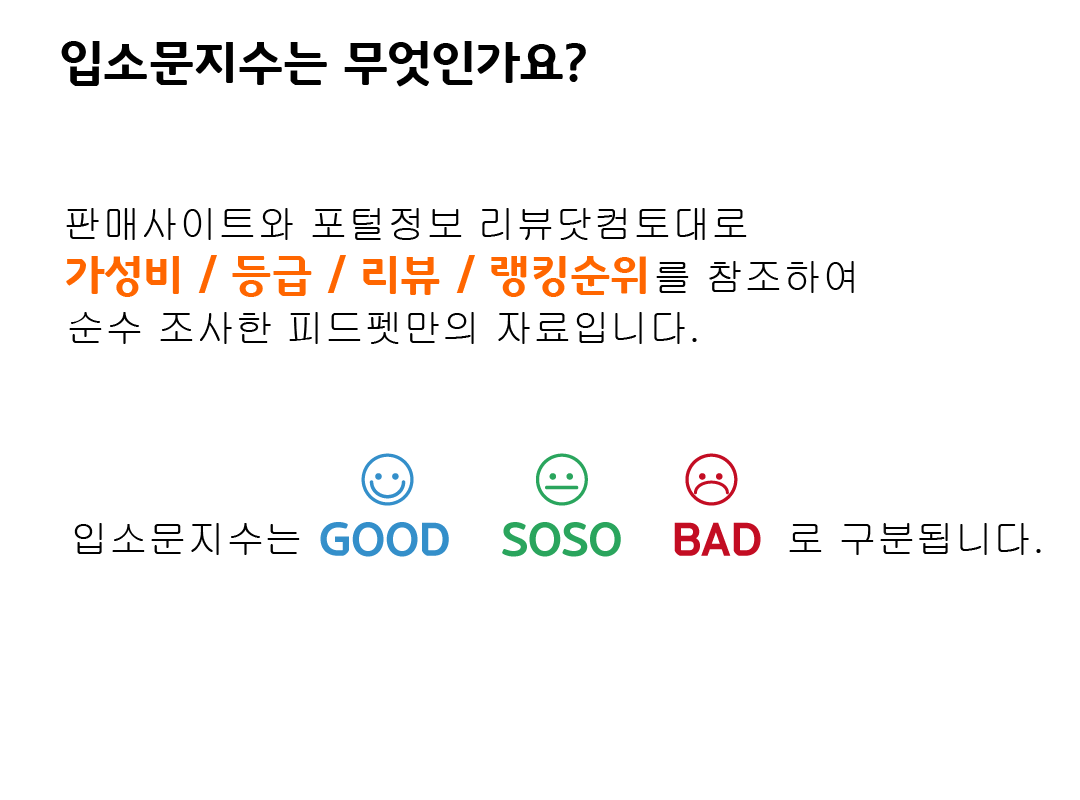 입소문지수는 무엇인가요?
판매사이트와 포털정보 리뷰닷컴토대로
가성비 / 등급 / 리뷰 / 랭킹순위를 참조하여
순수 조사한 피드펫만의 자료입니다.
입소문지수는 GOOD SOSO BAD 로 구분됩니다.